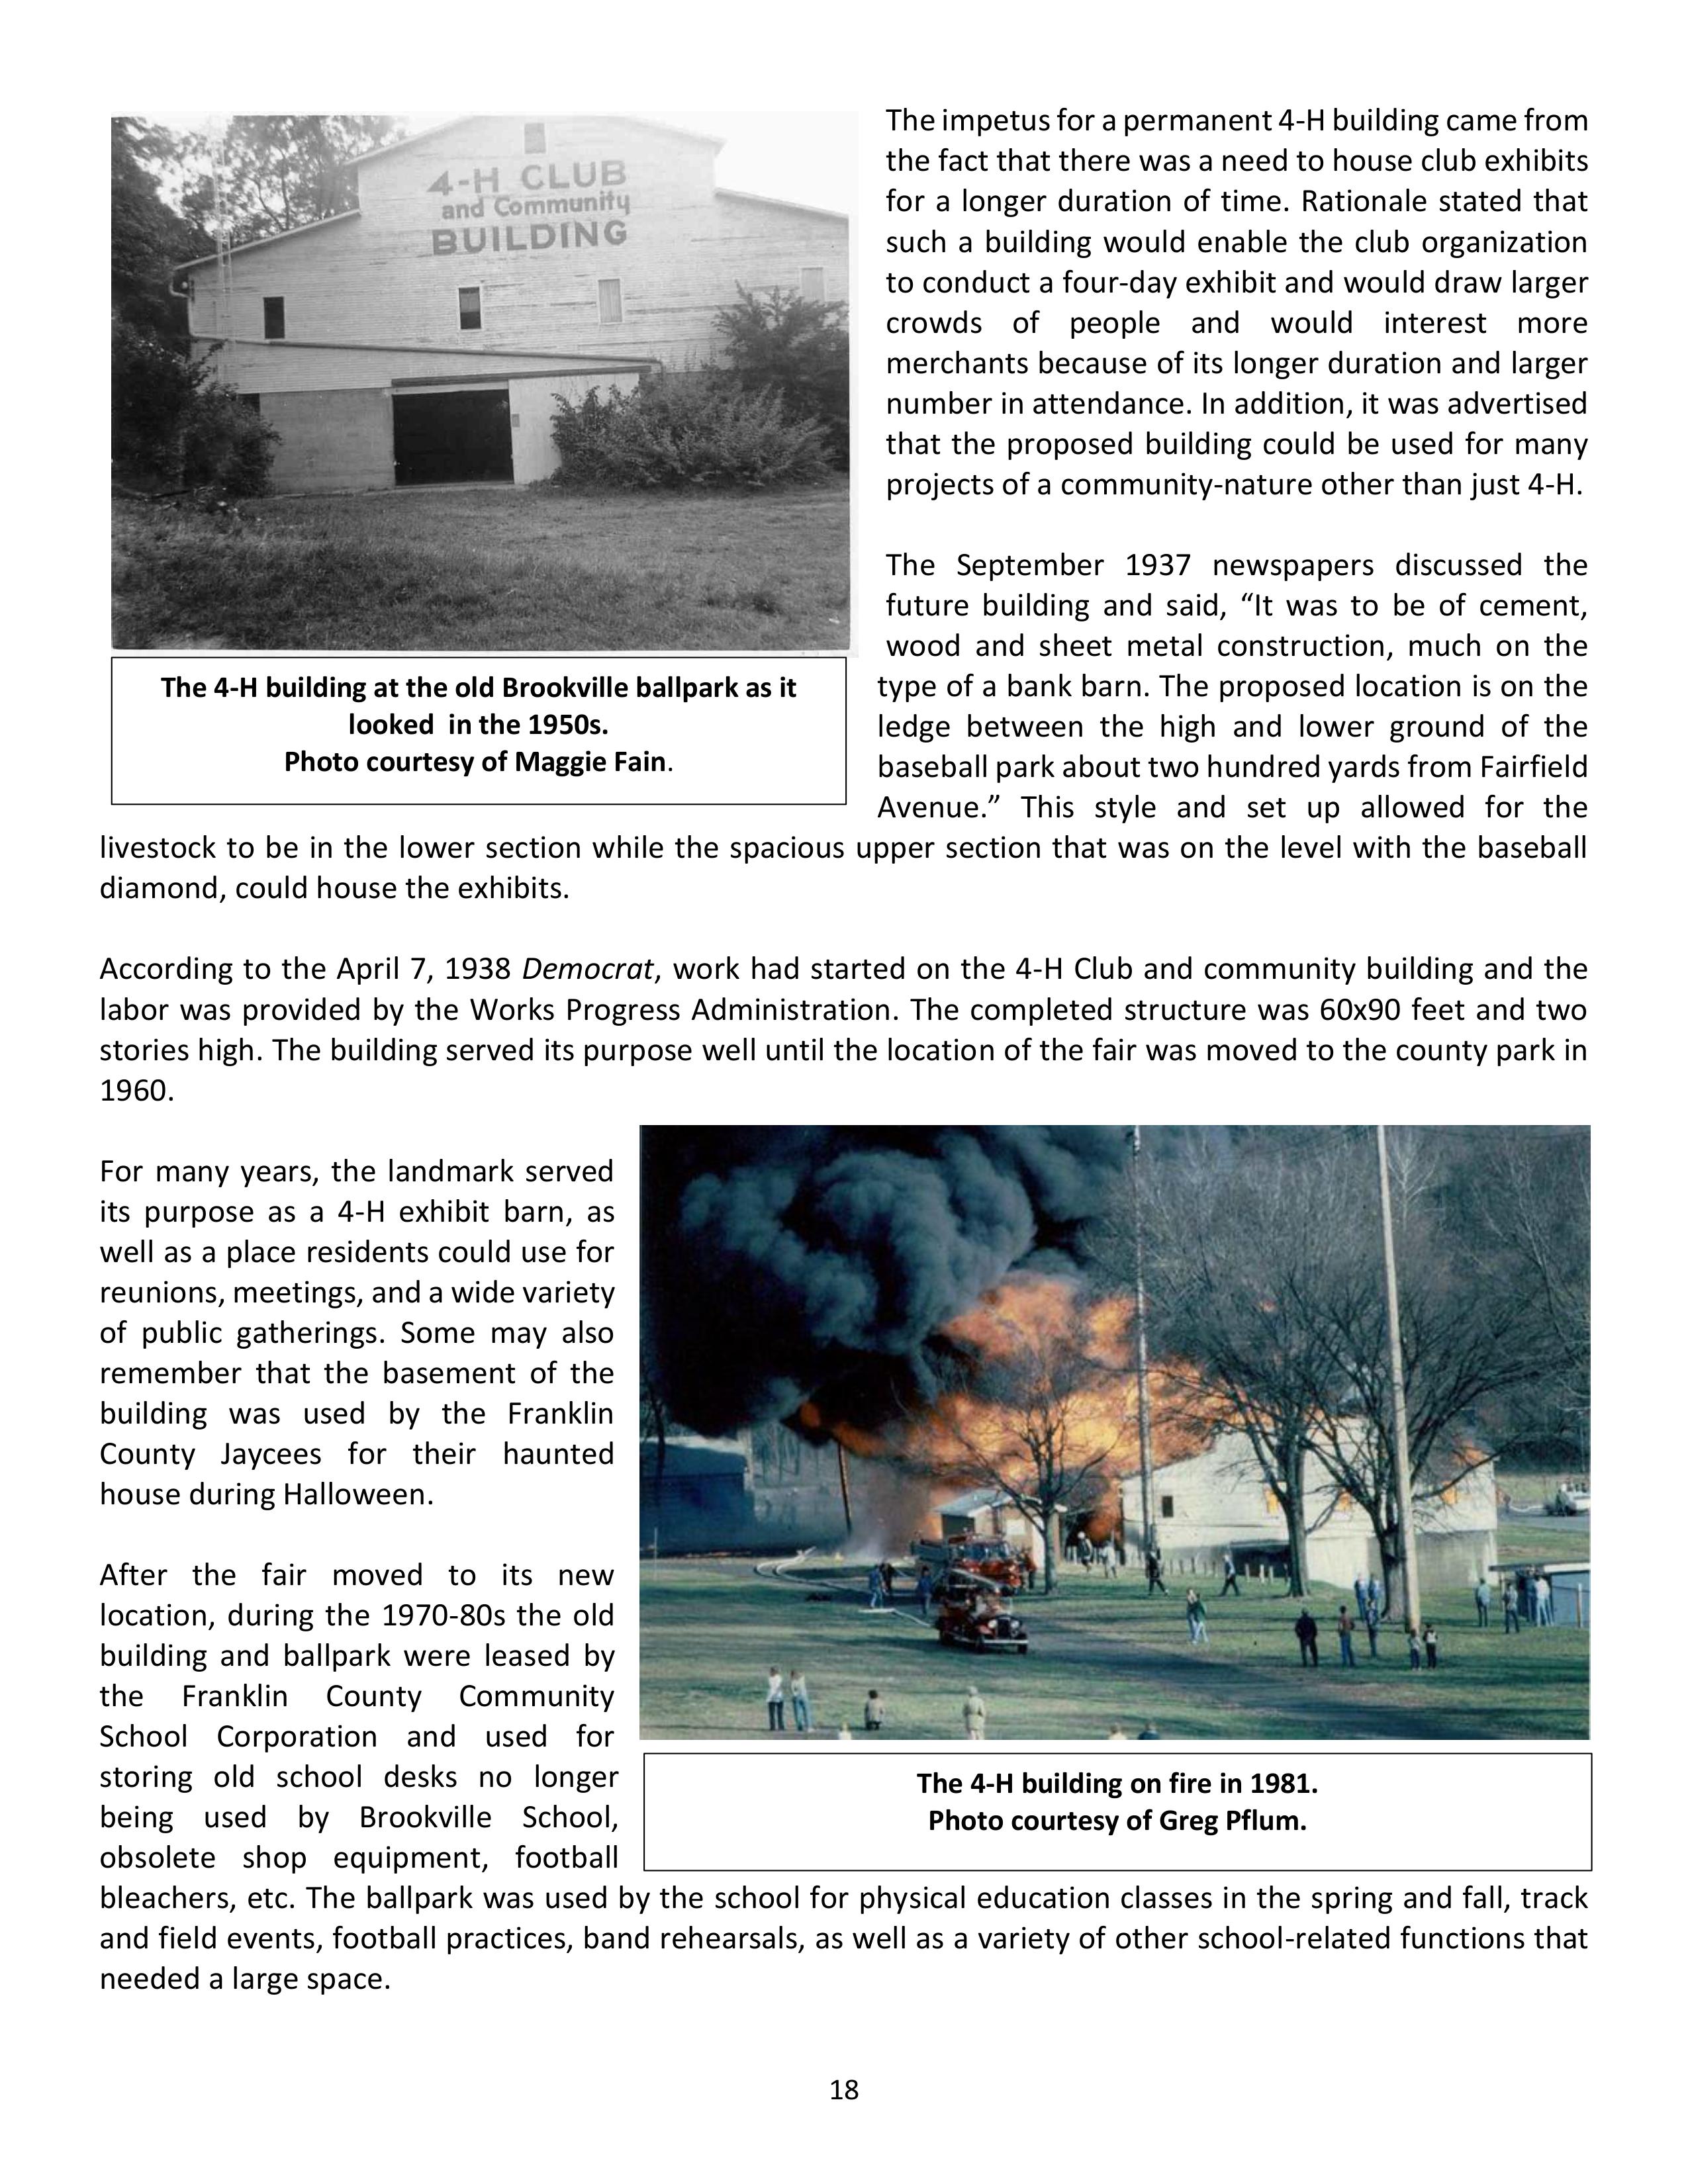 4-H CLUB
and Community
BUILDING
The 4-H building at the old Brookville ballpark as it
looked in the 1950s.
Photo courtesy of Maggie Fain.
The impetus for a permanent 4-H building came from
the fact that there was a need to house club exhibits
for a longer duration of time. Rationale stated that
such a building would enable the club organization
to conduct a four-day exhibit and would draw larger
crowds of people and would interest more
merchants because of its longer duration and larger
number in attendance. In addition, it was advertised
that the proposed building could be used for many
projects of a community-nature other than just 4-H.
The September 1937 newspapers discussed the
future building and said, “It was to be of cement,
wood and sheet metal construction, much on the
type of a bank barn. The proposed location is on the
ledge between the high and lower ground of the
baseball park about two hundred yards from Fairfield
Avenue.” This style and set up allowed for the
livestock to be in the lower section while the spacious upper section that was on the level with the baseball
diamond, could house the exhibits.
According to the April 7, 1938 Democrat, work had started on the 4-H Club and community building and the
labor was provided by the Works Progress Administration. The completed structure was 60x90 feet and two
stories high. The building served its purpose well until the location of the fair was moved to the county park in
1960.
For many years, the landmark served
its purpose as a 4-H exhibit barn, as
well as a place residents could use for
reunions, meetings, and a wide variety
of public gatherings. Some may also
remember that the basement of the
building was used by the Franklin
County Jaycees for their haunted
house during Halloween.
After the fair moved to its new
location, during the 1970-80s the old
building and ballpark were leased by
the Franklin County Community
School Corporation and used for
storing old school desks no longer
being used by Brookville School,
obsolete shop equipment, football
bleachers, etc. The ballpark was used by the school for physical education classes in the spring and fall, track
and field events, football practices, band rehearsals, as well as a variety of other school-related functions that
needed a large space.
The 4-H building on fire in 1981.
Photo courtesy of Greg Pflum.
18